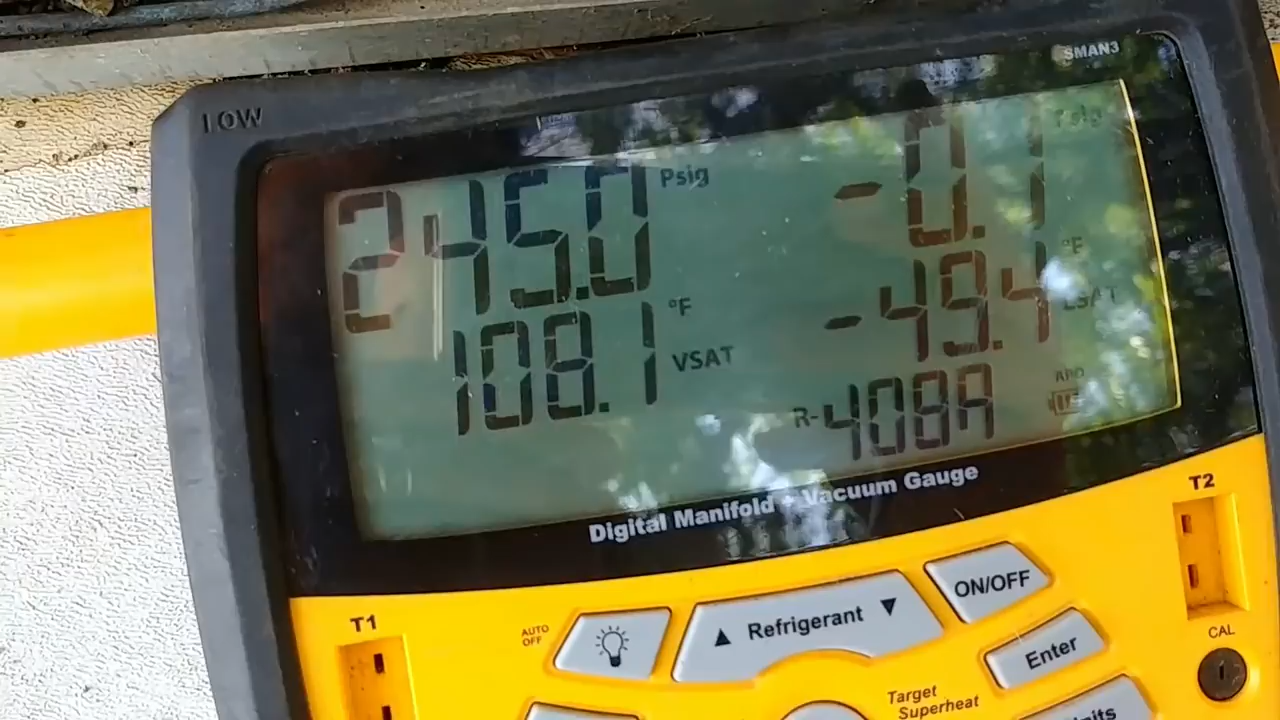 SMAN3
LOW
245.0 Psig
-0.1 Psig
108.1 °F VSAT
-49.4 °F LSAT
R-408A APO
Digital Manifold + Vacuum Gauge
T1
T2
AUTO OFF
▲ Refrigerant ▼
ON/OFF
Enter
CAL
Target
Superheat